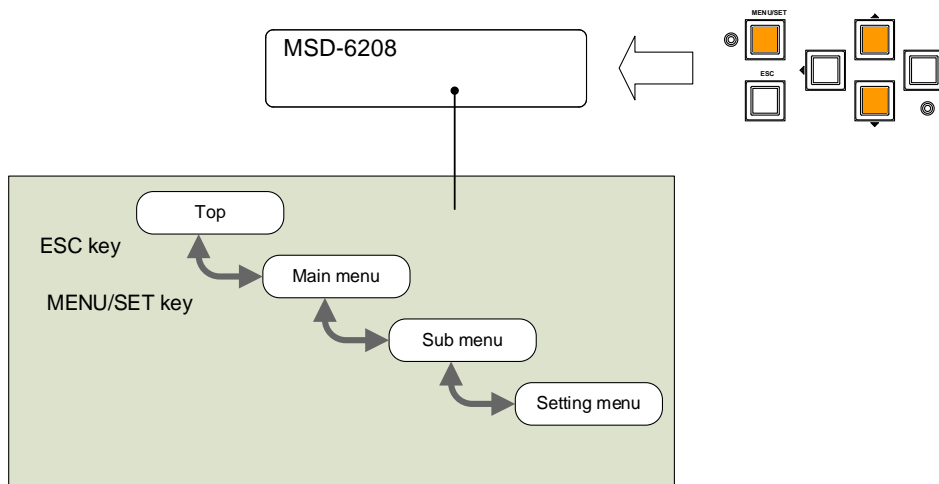 MENU/SET
MSD-6208
ESC
Top
ESC key
Main menu
MENU/SET key
Sub menu
Setting menu